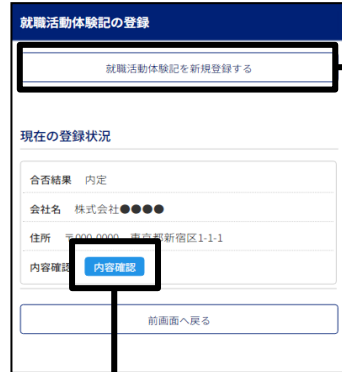 就職活動体験記の登録
就職活動体験記を新規登録する
現在の登録状況
合否結果 内定
会社名 株式会社●●●●
住所 〒000-0000 東京都新宿区1-1-1
内容確認 内容確認
前画面へ戻る